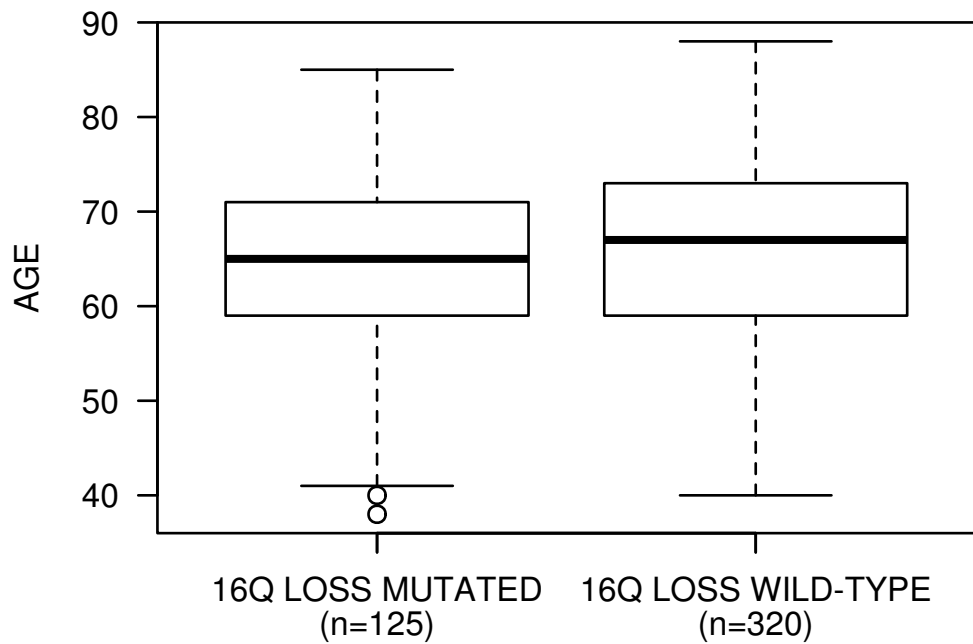 90
80
70
60
50
40
AGE
16Q LOSS MUTATED
(n=125)
16Q LOSS WILD-TYPE
(n=320)